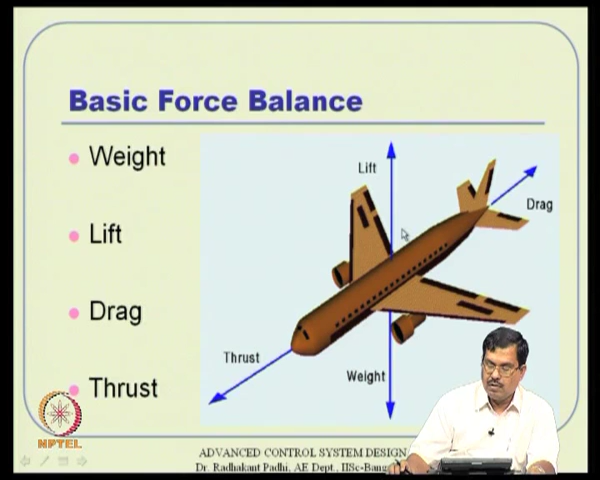 Basic Force Balance
Weight
Lift
Drag
Thrust
Lift
Drag
Thrust
Weight
NPTEL
ADVANCED CONTROL SYSTEM DESIGN
Dr. Radhakant Padhi, AE Dept., IISc-Bang